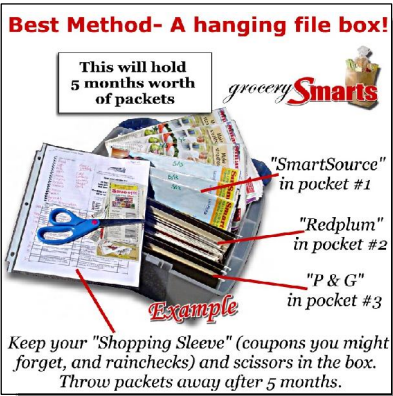 Best Method- A hanging file box!
This will hold
5 months worth
of packets
grocery Smarts
"SmartSource"
in pocket #1
"Redplum"
in pocket #2
"P & G"
in pocket #3
Example
Keep your "Shopping Sleeve" (coupons you might
forget, and rainchecks) and scissors in the box.
Throw packets away after 5 months.